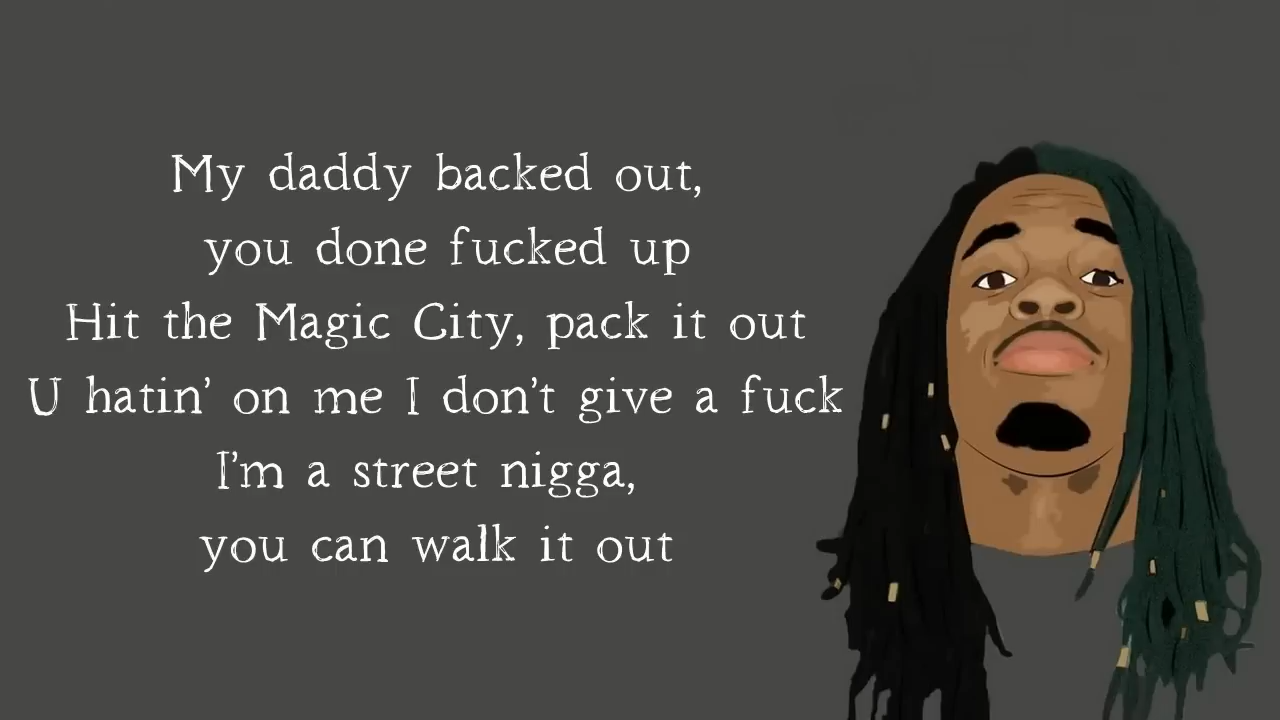 My daddy backed out,
you done fucked up
Hit the Magic City, pack it out
U hatin' on me I don't give a fuck
I'm a street nigga,
you can walk it out